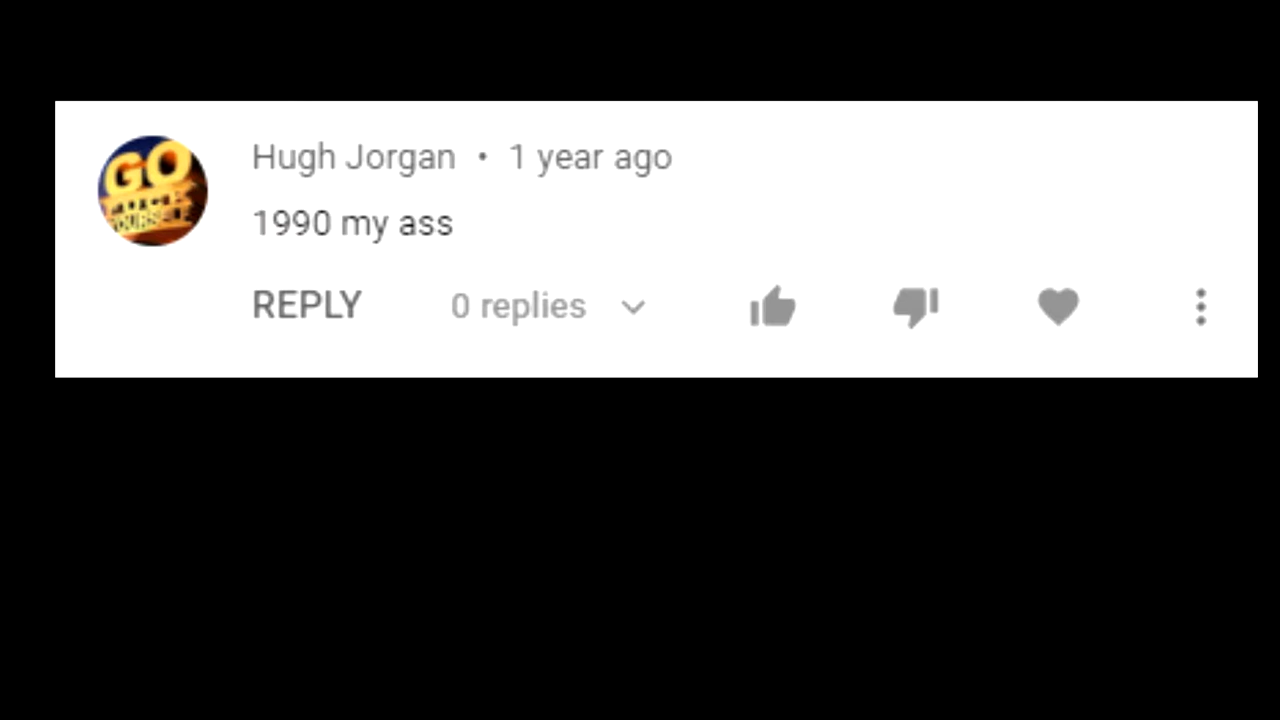 GO
YOURSELF
Hugh Jorgan • 1 year ago
1990 my ass
REPLY 0 replies